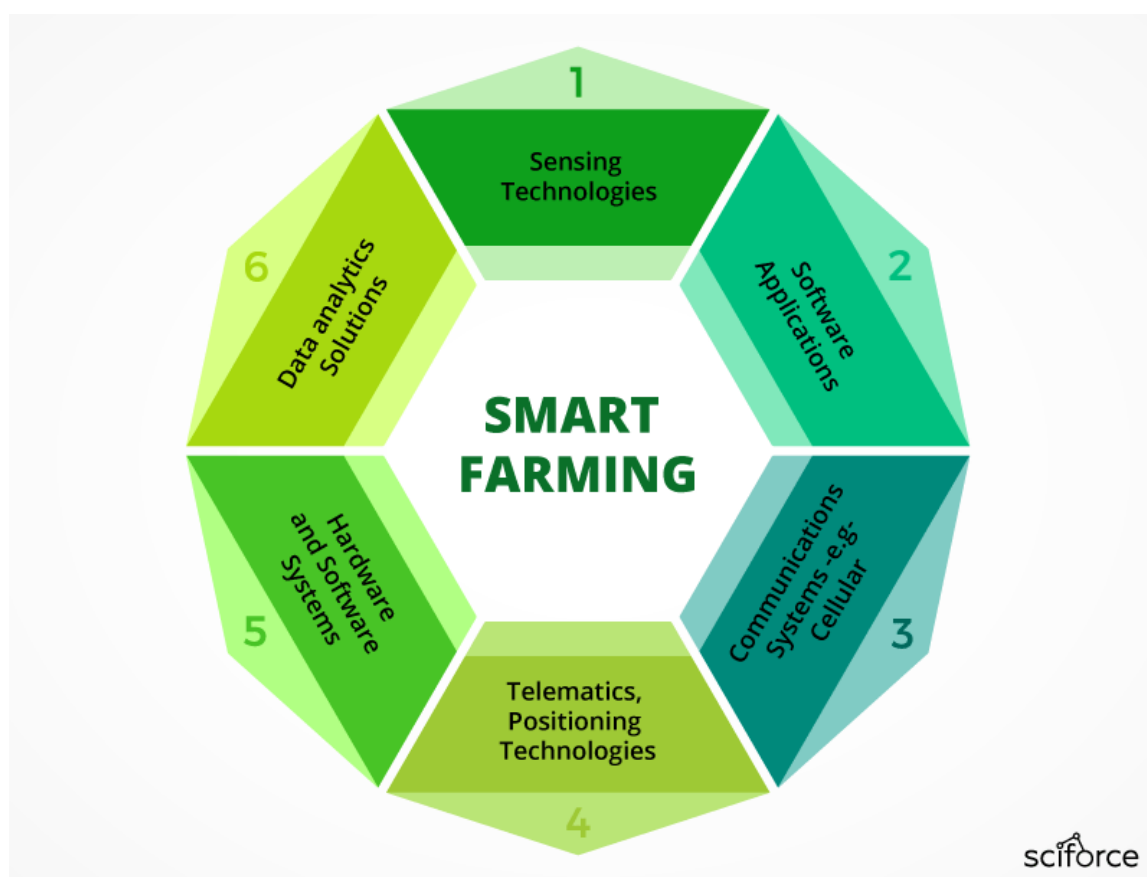 1
Sensing
Technologies
2
Software
Applications
3
Communications
Systems -e.g-
Cellular
4
Telematics,
Positioning
Technologies
5
Hardware
and Software
Systems
6
Data analytics
Solutions
SMART
FARMING
sciforce